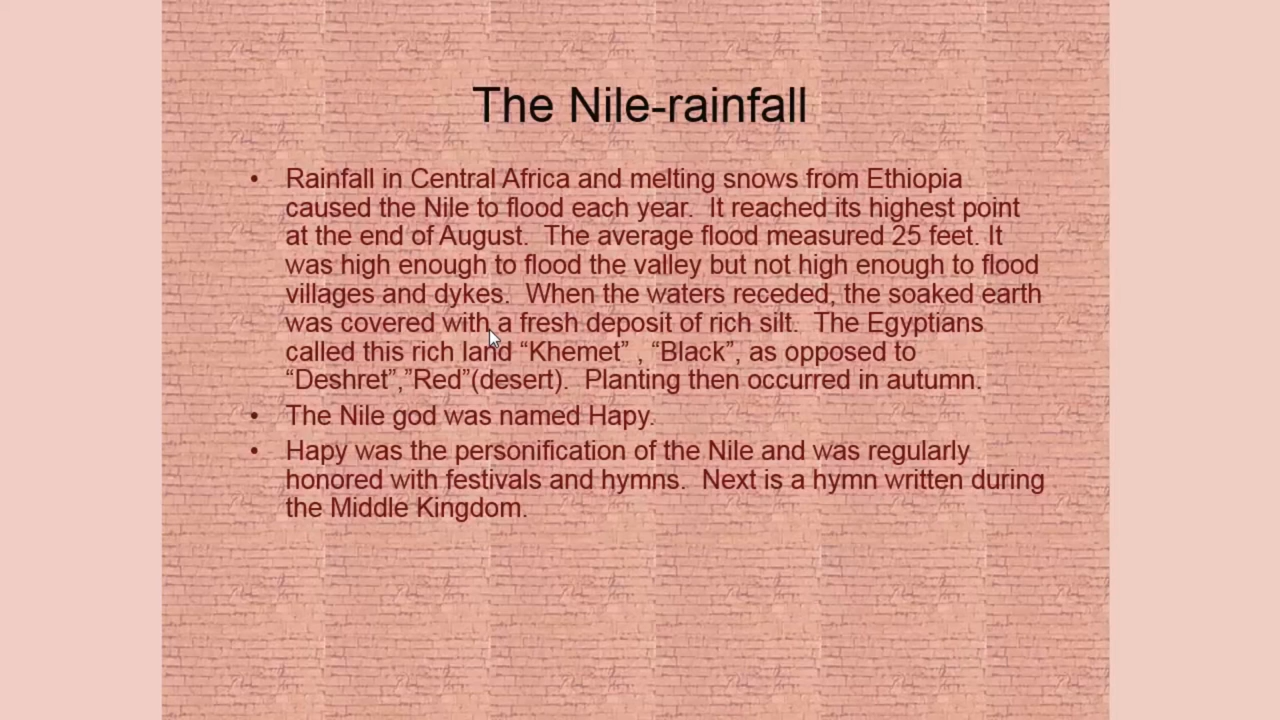 The Nile-rainfall
• Rainfall in Central Africa and melting snows from Ethiopia
caused the Nile to flood each year.  It reached its highest point
at the end of August.  The average flood measured 25 feet. It
was high enough to flood the valley but not high enough to flood
villages and dykes.  When the waters receded, the soaked earth
was covered with a fresh deposit of rich silt.  The Egyptians
called this rich land “Khemet” , “Black”, as opposed to
“Deshret”,”Red”(desert).  Planting then occurred in autumn.
• The Nile god was named Hapy.
• Hapy was the personification of the Nile and was regularly
honored with festivals and hymns.  Next is a hymn written during
the Middle Kingdom.